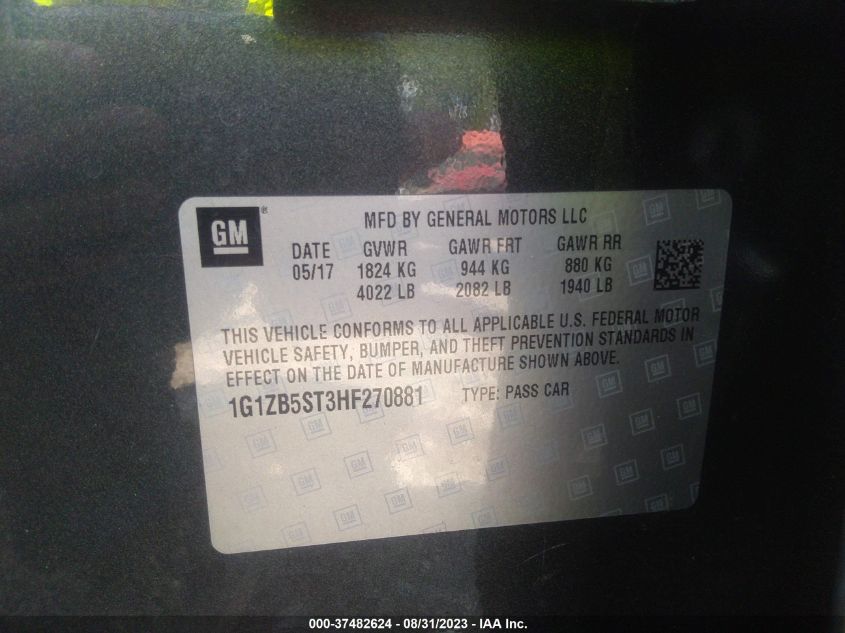 GM®
MFD BY GENERAL MOTORS LLC
DATE GVWR GAWR FRT GAWR RR
05/17 1824 KG 944 KG 880 KG
4022 LB 2082 LB 1940 LB
THIS VEHICLE CONFORMS TO ALL APPLICABLE U.S. FEDERAL MOTOR
VEHICLE SAFETY, BUMPER, AND THEFT PREVENTION STANDARDS IN
EFFECT ON THE DATE OF MANUFACTURE SHOWN ABOVE.
1G1ZB5ST3HF270881 TYPE: PASS CAR
000-37482624 - 08/31/2023 - IAA Inc.